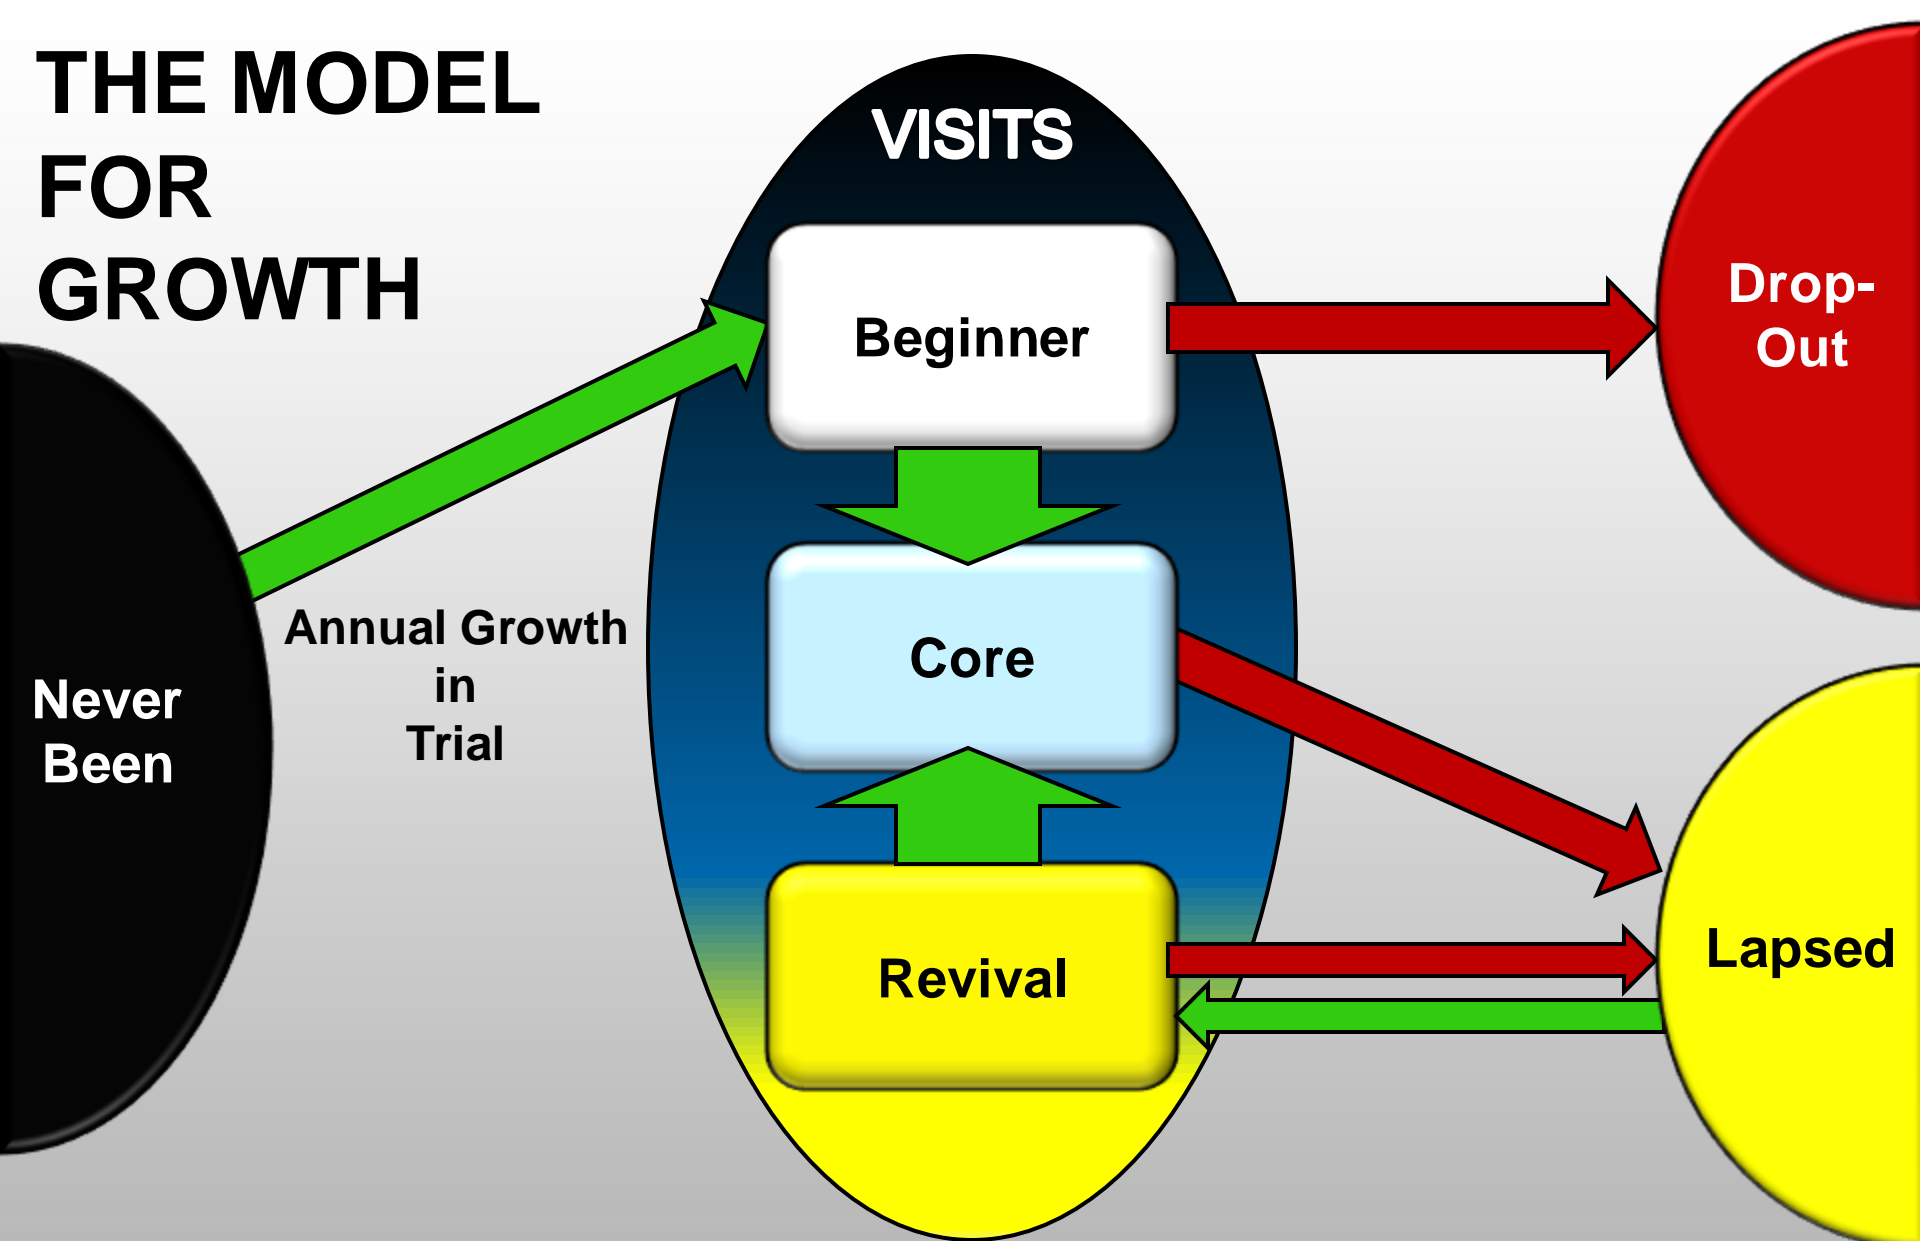 THE MODEL
FOR
GROWTH
VISITS
Beginner
Drop-
Out
Annual Growth
in
Trial
Never
Been
Core
Revival
Lapsed